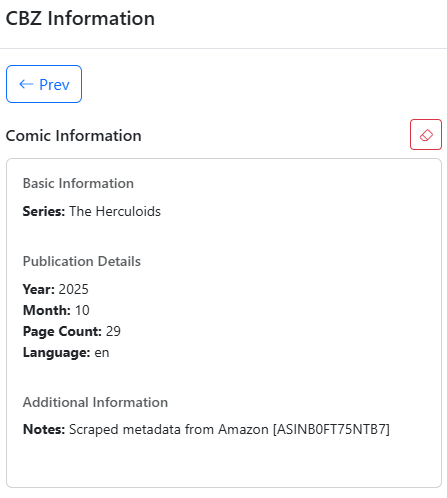 CBZ Information
← Prev
Comic Information
Basic Information
Series: The Herculoids
Publication Details
Year: 2025
Month: 10
Page Count: 29
Language: en
Additional Information
Notes: Scraped metadata from Amazon [ASINB0FT75NTB7]